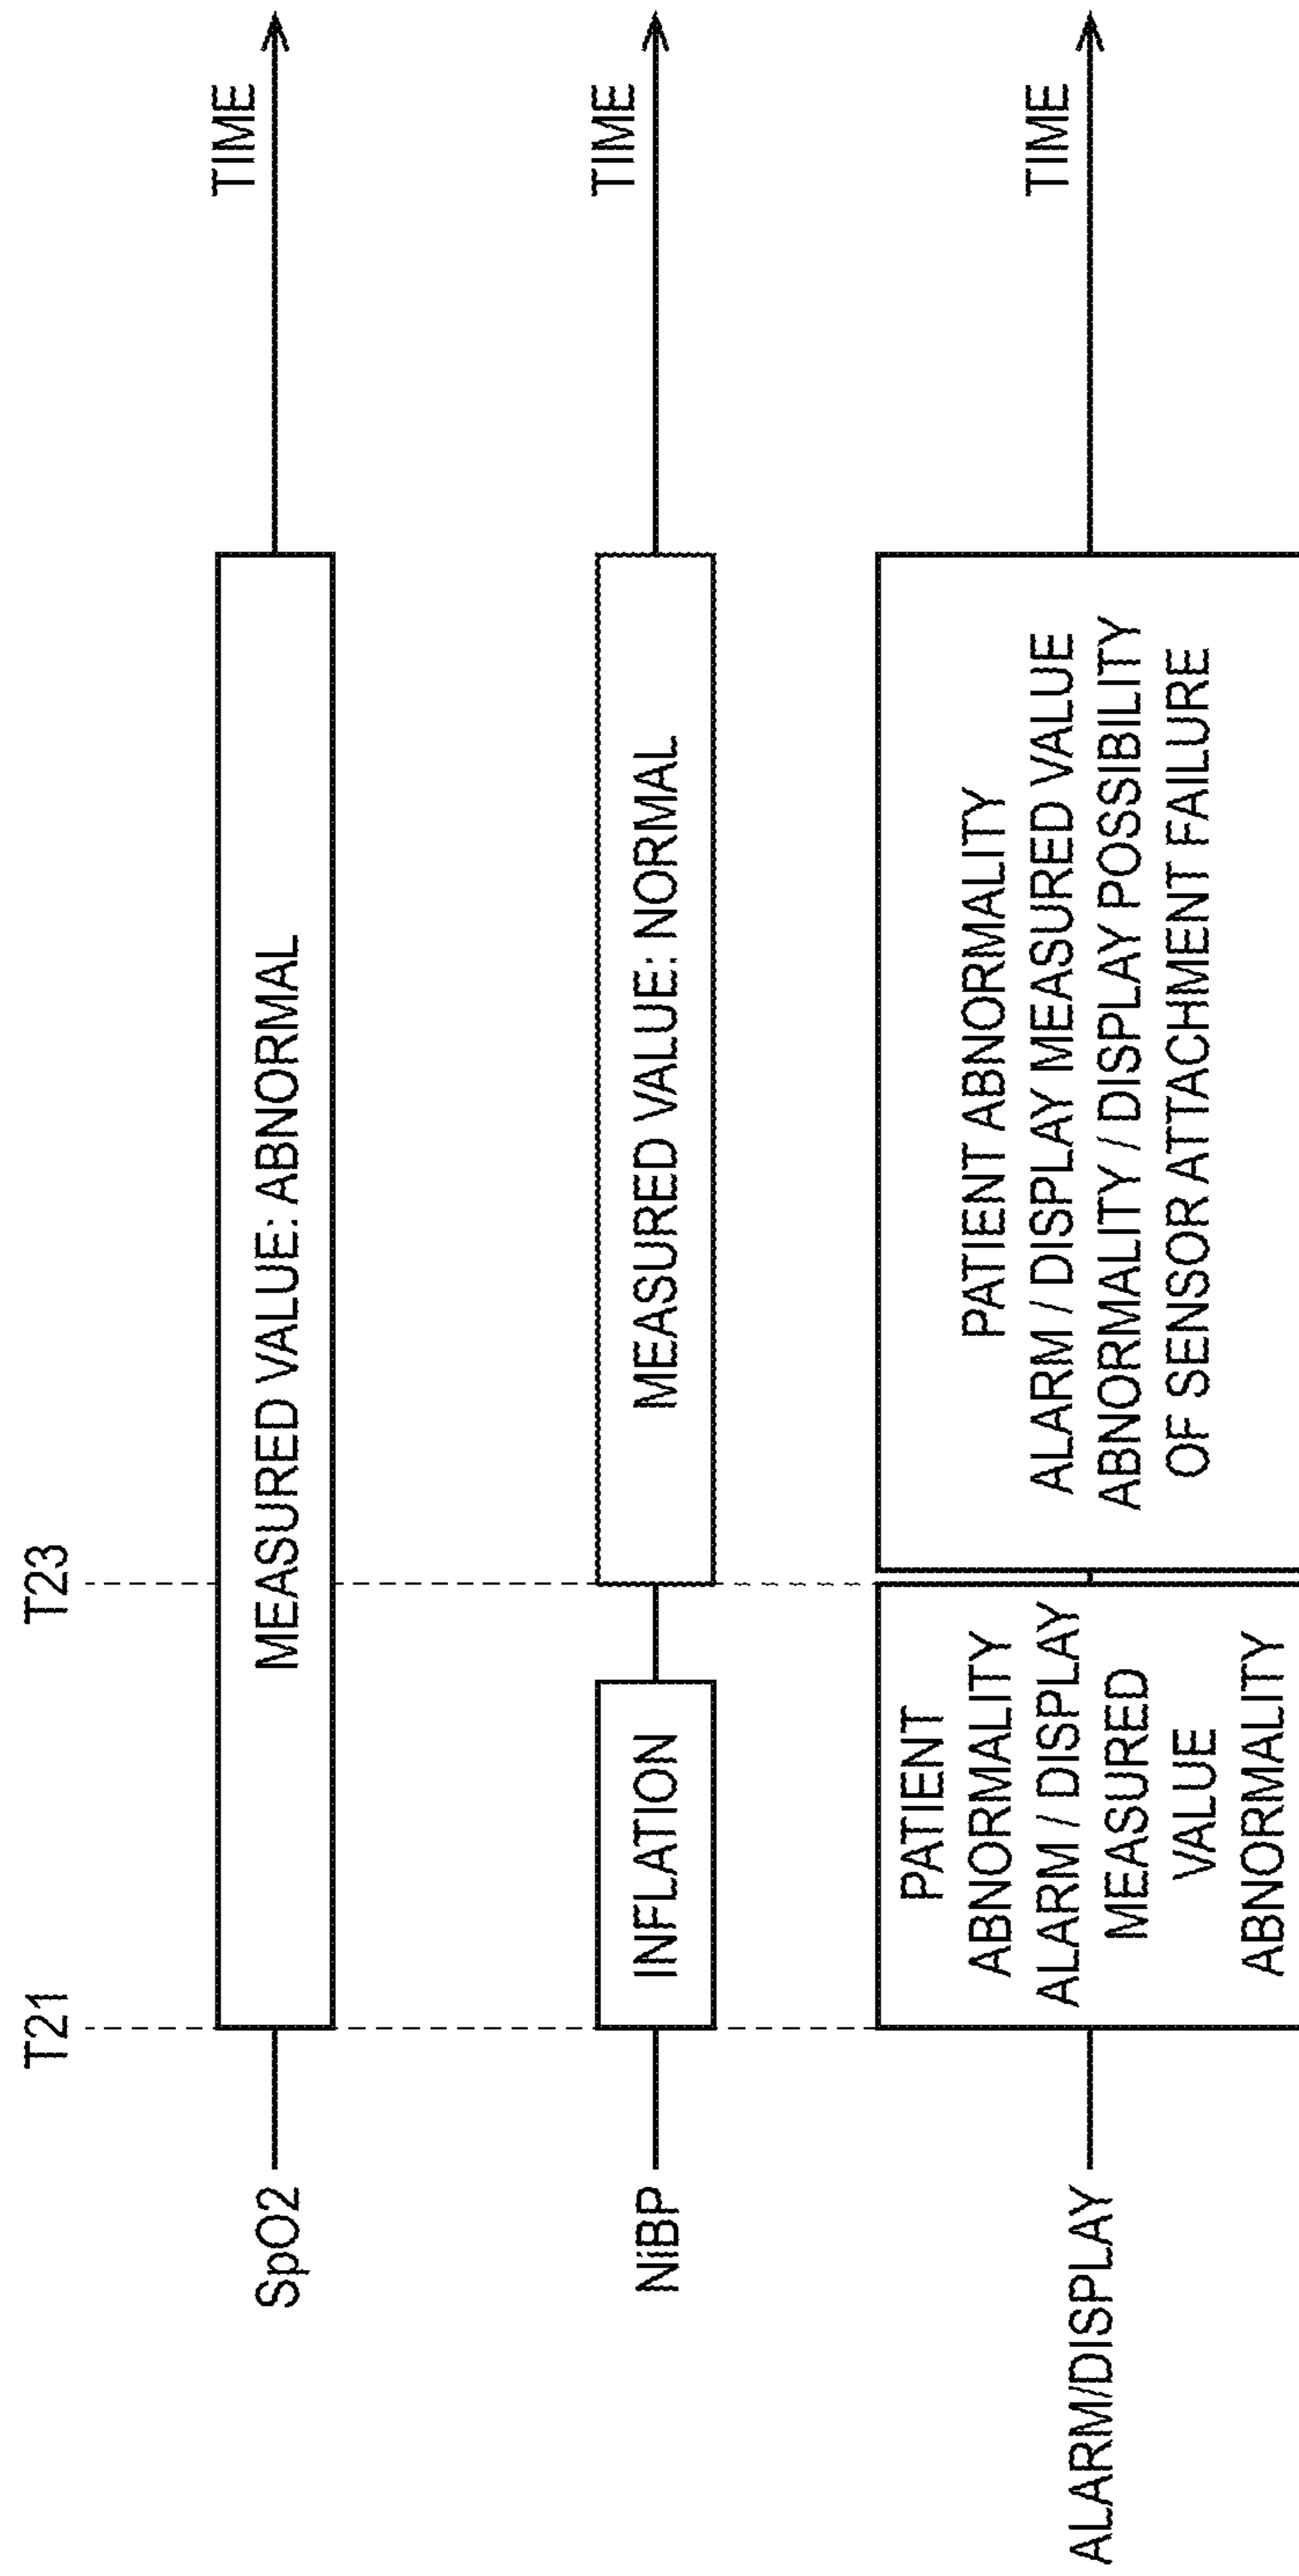 T21
T23
SpO2
MEASURED VALUE: ABNORMAL
TIME
NiBP
INFLATION
MEASURED VALUE: NORMAL
TIME
ALARM/DISPLAY
PATIENT
ABNORMALITY
ALARM / DISPLAY
MEASURED
VALUE
ABNORMALITY
PATIENT ABNORMALITY
ALARM / DISPLAY MEASURED VALUE
ABNORMALITY / DISPLAY POSSIBILITY
OF SENSOR ATTACHMENT FAILURE
TIME